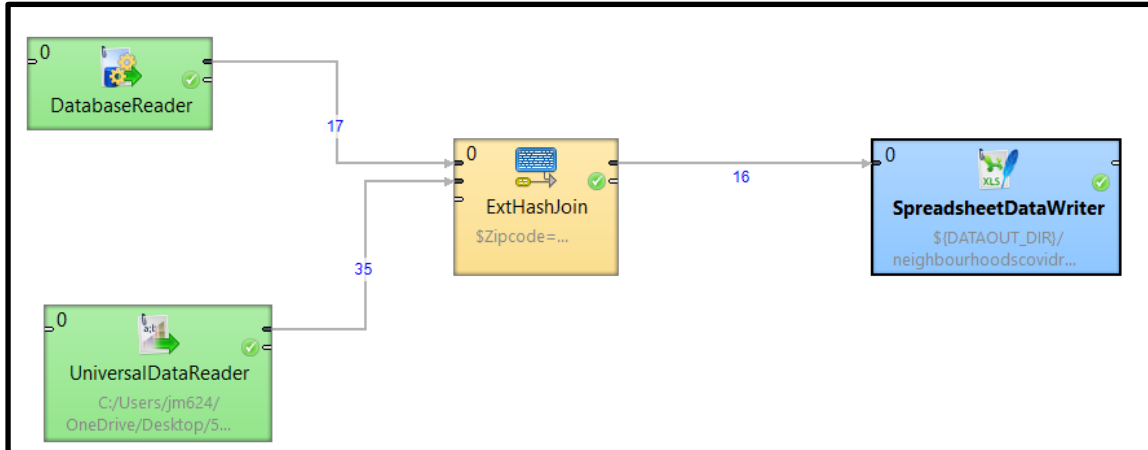 0
DatabaseReader
17
0
ExtHashJoin
$Zipcode=...
16
0
XLS
SpreadsheetDataWriter
${DATAOUT_DIR}/
neighbourhoodscovidr...
35
0
a;b
UniversalDataReader
C:/Users/jm624/
OneDrive/Desktop/5...